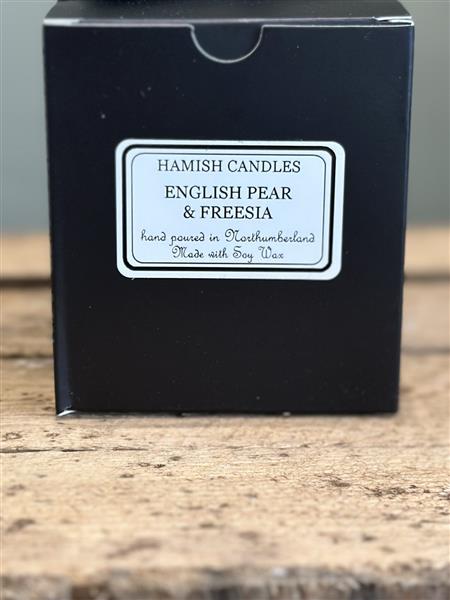 HAMISH CANDLES
ENGLISH PEAR
& FREESIA
hand poured in Northumberland
Made with Soy Wax